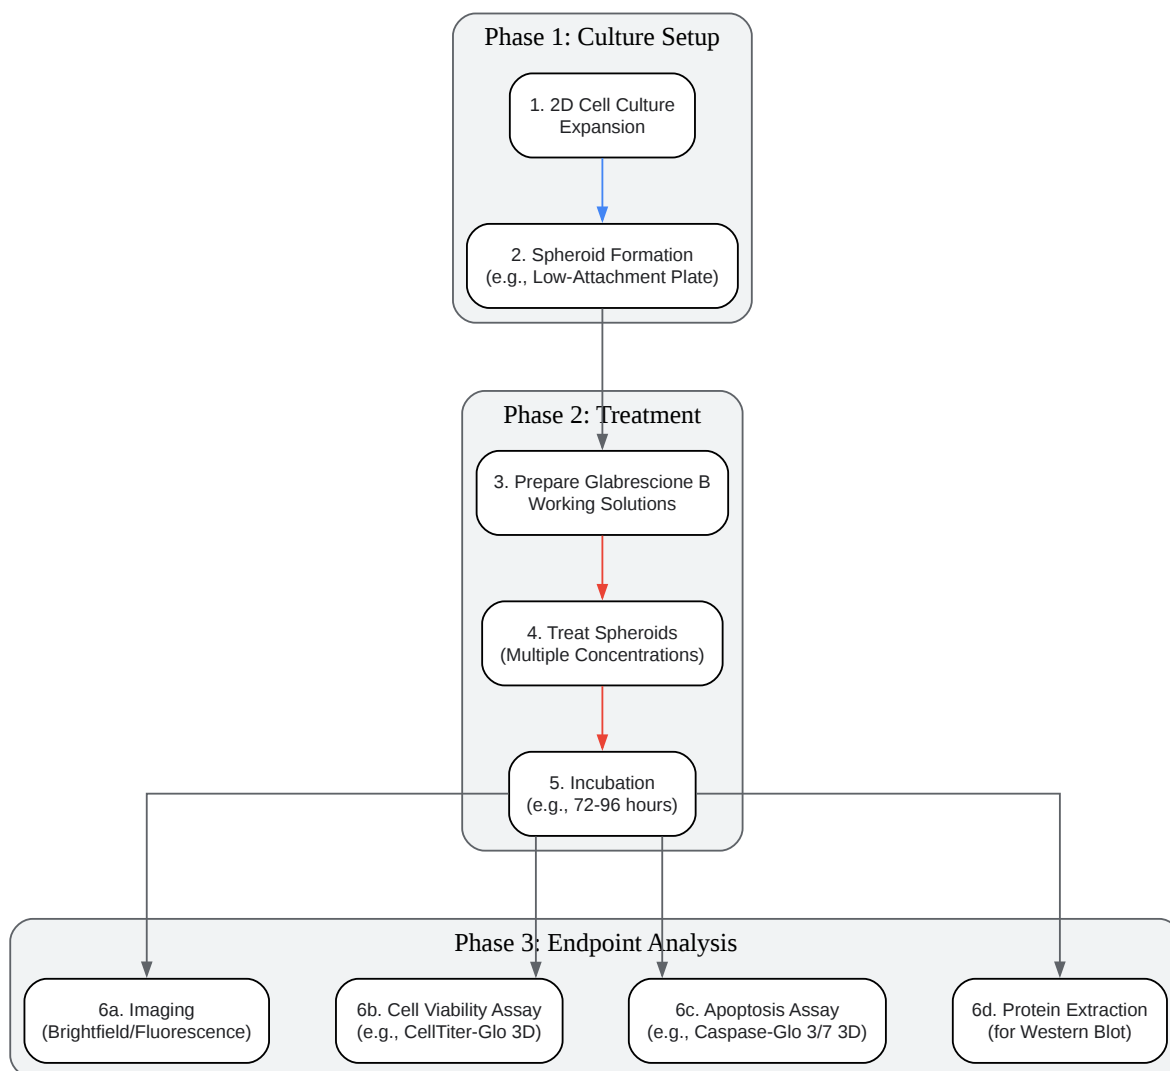 Phase 1: Culture Setup
1. 2D Cell Culture
Expansion
2. Spheroid Formation
(e.g., Low-Attachment Plate)
Phase 2: Treatment
3. Prepare Glabrescione B
Working Solutions
4. Treat Spheroids
(Multiple Concentrations)
5. Incubation
(e.g., 72-96 hours)
Phase 3: Endpoint Analysis
6a. Imaging
(Brightfield/Fluorescence)
6b. Cell Viability Assay
(e.g., CellTiter-Glo 3D)
6c. Apoptosis Assay
(e.g., Caspase-Glo 3/7 3D)
6d. Protein Extraction
(for Western Blot)